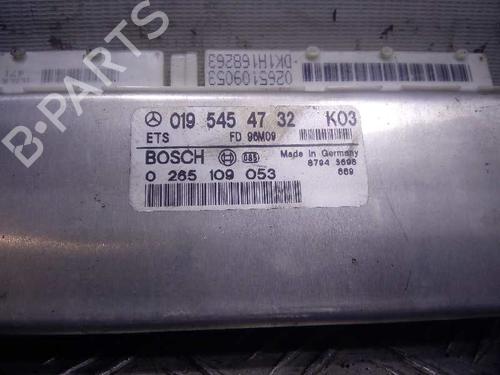 0265109053
DK1H168263
019 545 47 32 K03
ETS FD 96M09
BOSCH Made in Germany
8794 3698
0 265 109 053 669
B-PARTS